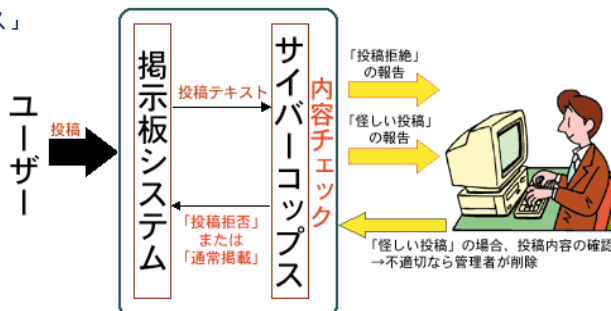 ス」
ユーザー
投稿
掲示板システム
投稿テキスト
「投稿拒否」
または
「通常掲載」
サイバーコップス
内容チェック
「投稿拒絶」
の報告
「怪しい投稿」
の報告
「怪しい投稿」の場合、投稿内容の確認
→不適切なら管理者が削除